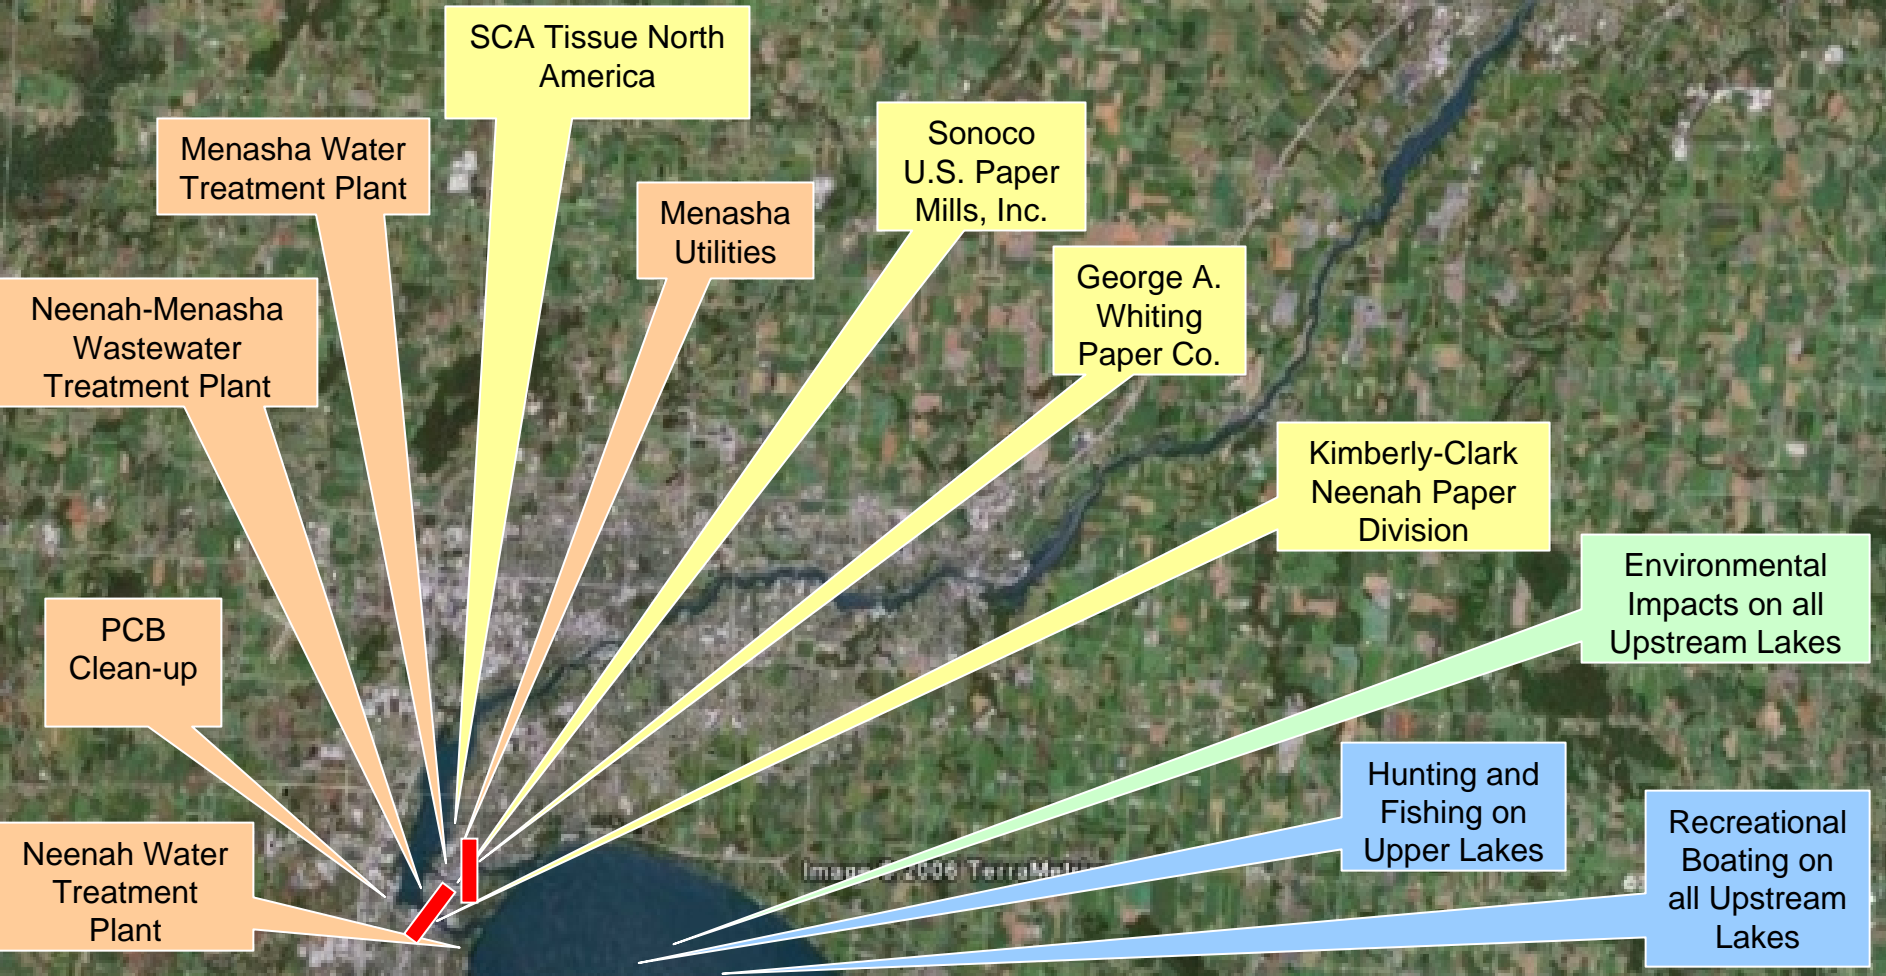 SCA Tissue North
America
Menasha Water
Treatment Plant
Sonoco
U.S. Paper
Mills, Inc.
Menasha
Utilities
George A.
Whiting
Paper Co.
Neenah-Menasha
Wastewater
Treatment Plant
Kimberly-Clark
Neenah Paper
Division
Environmental
Impacts on all
Upstream Lakes
PCB
Clean-up
Hunting and
Fishing on
Upper Lakes
Recreational
Boating on
all Upstream
Lakes
Neenah Water
Treatment
Plant
Image © 2006